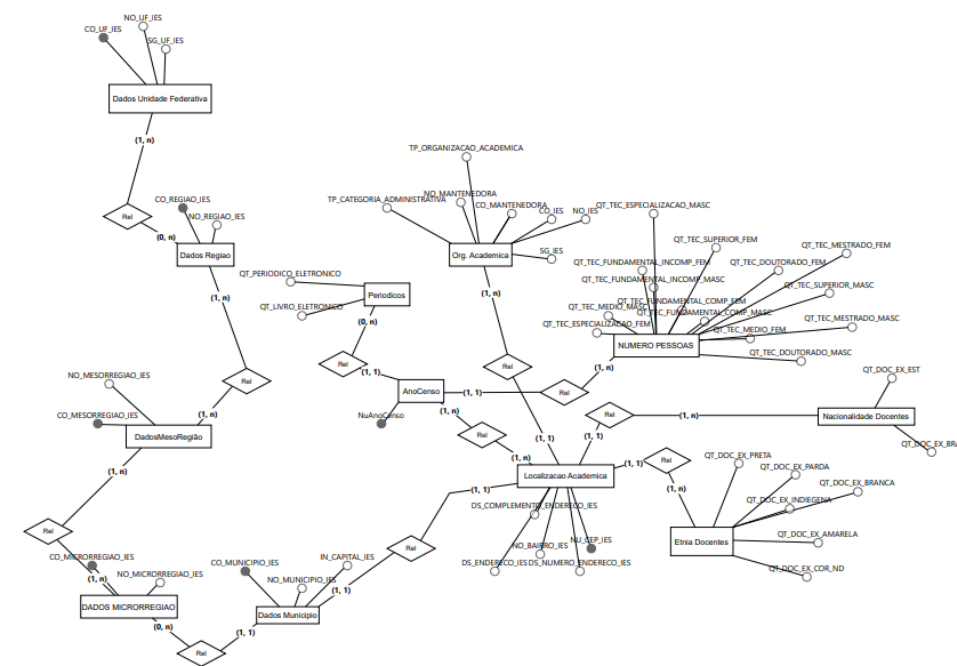 NO_UF_IES
CO_UF_IES
SG_UF_IES
Dados Unidade Federativa
(1, n)
Rel
(0, n)
CO_REGIAO_IES
NO_REGIAO_IES
Dados Regiao
(1, n)
Rel
(1, n)
NO_MESORREGIAO_IES
CO_MESORREGIAO_IES
DadosMesoRegião
(1, n)
Rel
(1, n)
CO_MICRORREGIAO_IES
NO_MICRORREGIAO_IES
DADOS MICRORREGIAO
(0, n)
Rel
(1, 1)
CO_MUNICIPIO_IES
IN_CAPITAL_IES
NO_MUNICIPIO_IES
Dados Municipio
(1, 1)
Rel
(1, 1)
QT_PERIODICO_ELETRONICO
QT_LIVRO_ELETRONICO
Periodicos
(0, n)
Rel
(1, 1)
AnoCenso
NuAnoCenso
(1, n)
Rel
(1, n)
(1, 1)
Rel
(1, n)
TP_ORGANIZACAO_ACADEMICA
NO_MANTENEDORA
TP_CATEGORIA_ADMINISTRATIVA
CO_MANTENEDORA
CO_IES
NO_IES
SG_IES
Org. Academica
(1, n)
Rel
(1, 1)
QT_TEC_ESPECIALIZACAO_MASC
QT_TEC_SUPERIOR_FEM
QT_TEC_MESTRADO_FEM
QT_TEC_FUNDAMENTAL_INCOMP_FEM
QT_TEC_DOUTORADO_FEM
QT_TEC_FUNDAMENTAL_INCOMP_MASC
QT_TEC_SUPERIOR_MASC
QT_TEC_FUNDAMENTAL_COMP_FEM
QT_TEC_MEDIO_MASC
QT_TEC_FUNDAMENTAL_COMP_MASC
QT_TEC_MESTRADO_MASC
QT_TEC_ESPECIALIZACAO_FEM
QT_TEC_MEDIO_FEM
NUMERO PESSOAS
QT_TEC_DOUTORADO_MASC
Localizacao Academica
DS_COMPLEMENTO_ENDERECO_IES
NO_BAIRRO_IES
NU_CEP_IES
DS_ENDERECO_IES
DS_NUMERO_ENDERECO_IES
(1, 1)
Rel
(1, n)
Nacionalidade Docentes
QT_DOC_EX_EST
QT_DOC_EX_BRA
(1, 1)
Rel
(1, n)
Etnia Docentes
QT_DOC_EX_PRETA
QT_DOC_EX_PARDA
QT_DOC_EX_BRANCA
QT_DOC_EX_INDIEGENA
QT_DOC_EX_AMARELA
QT_DOC_EX_COR_ND